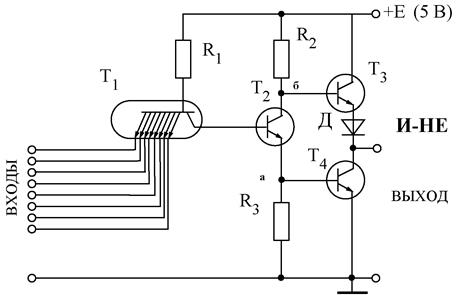 +E (5 В)
R1
R2
T1
T2
T3
б
Д
И-НЕ
T4
а
R3
ВХОДЫ
ВЫХОД